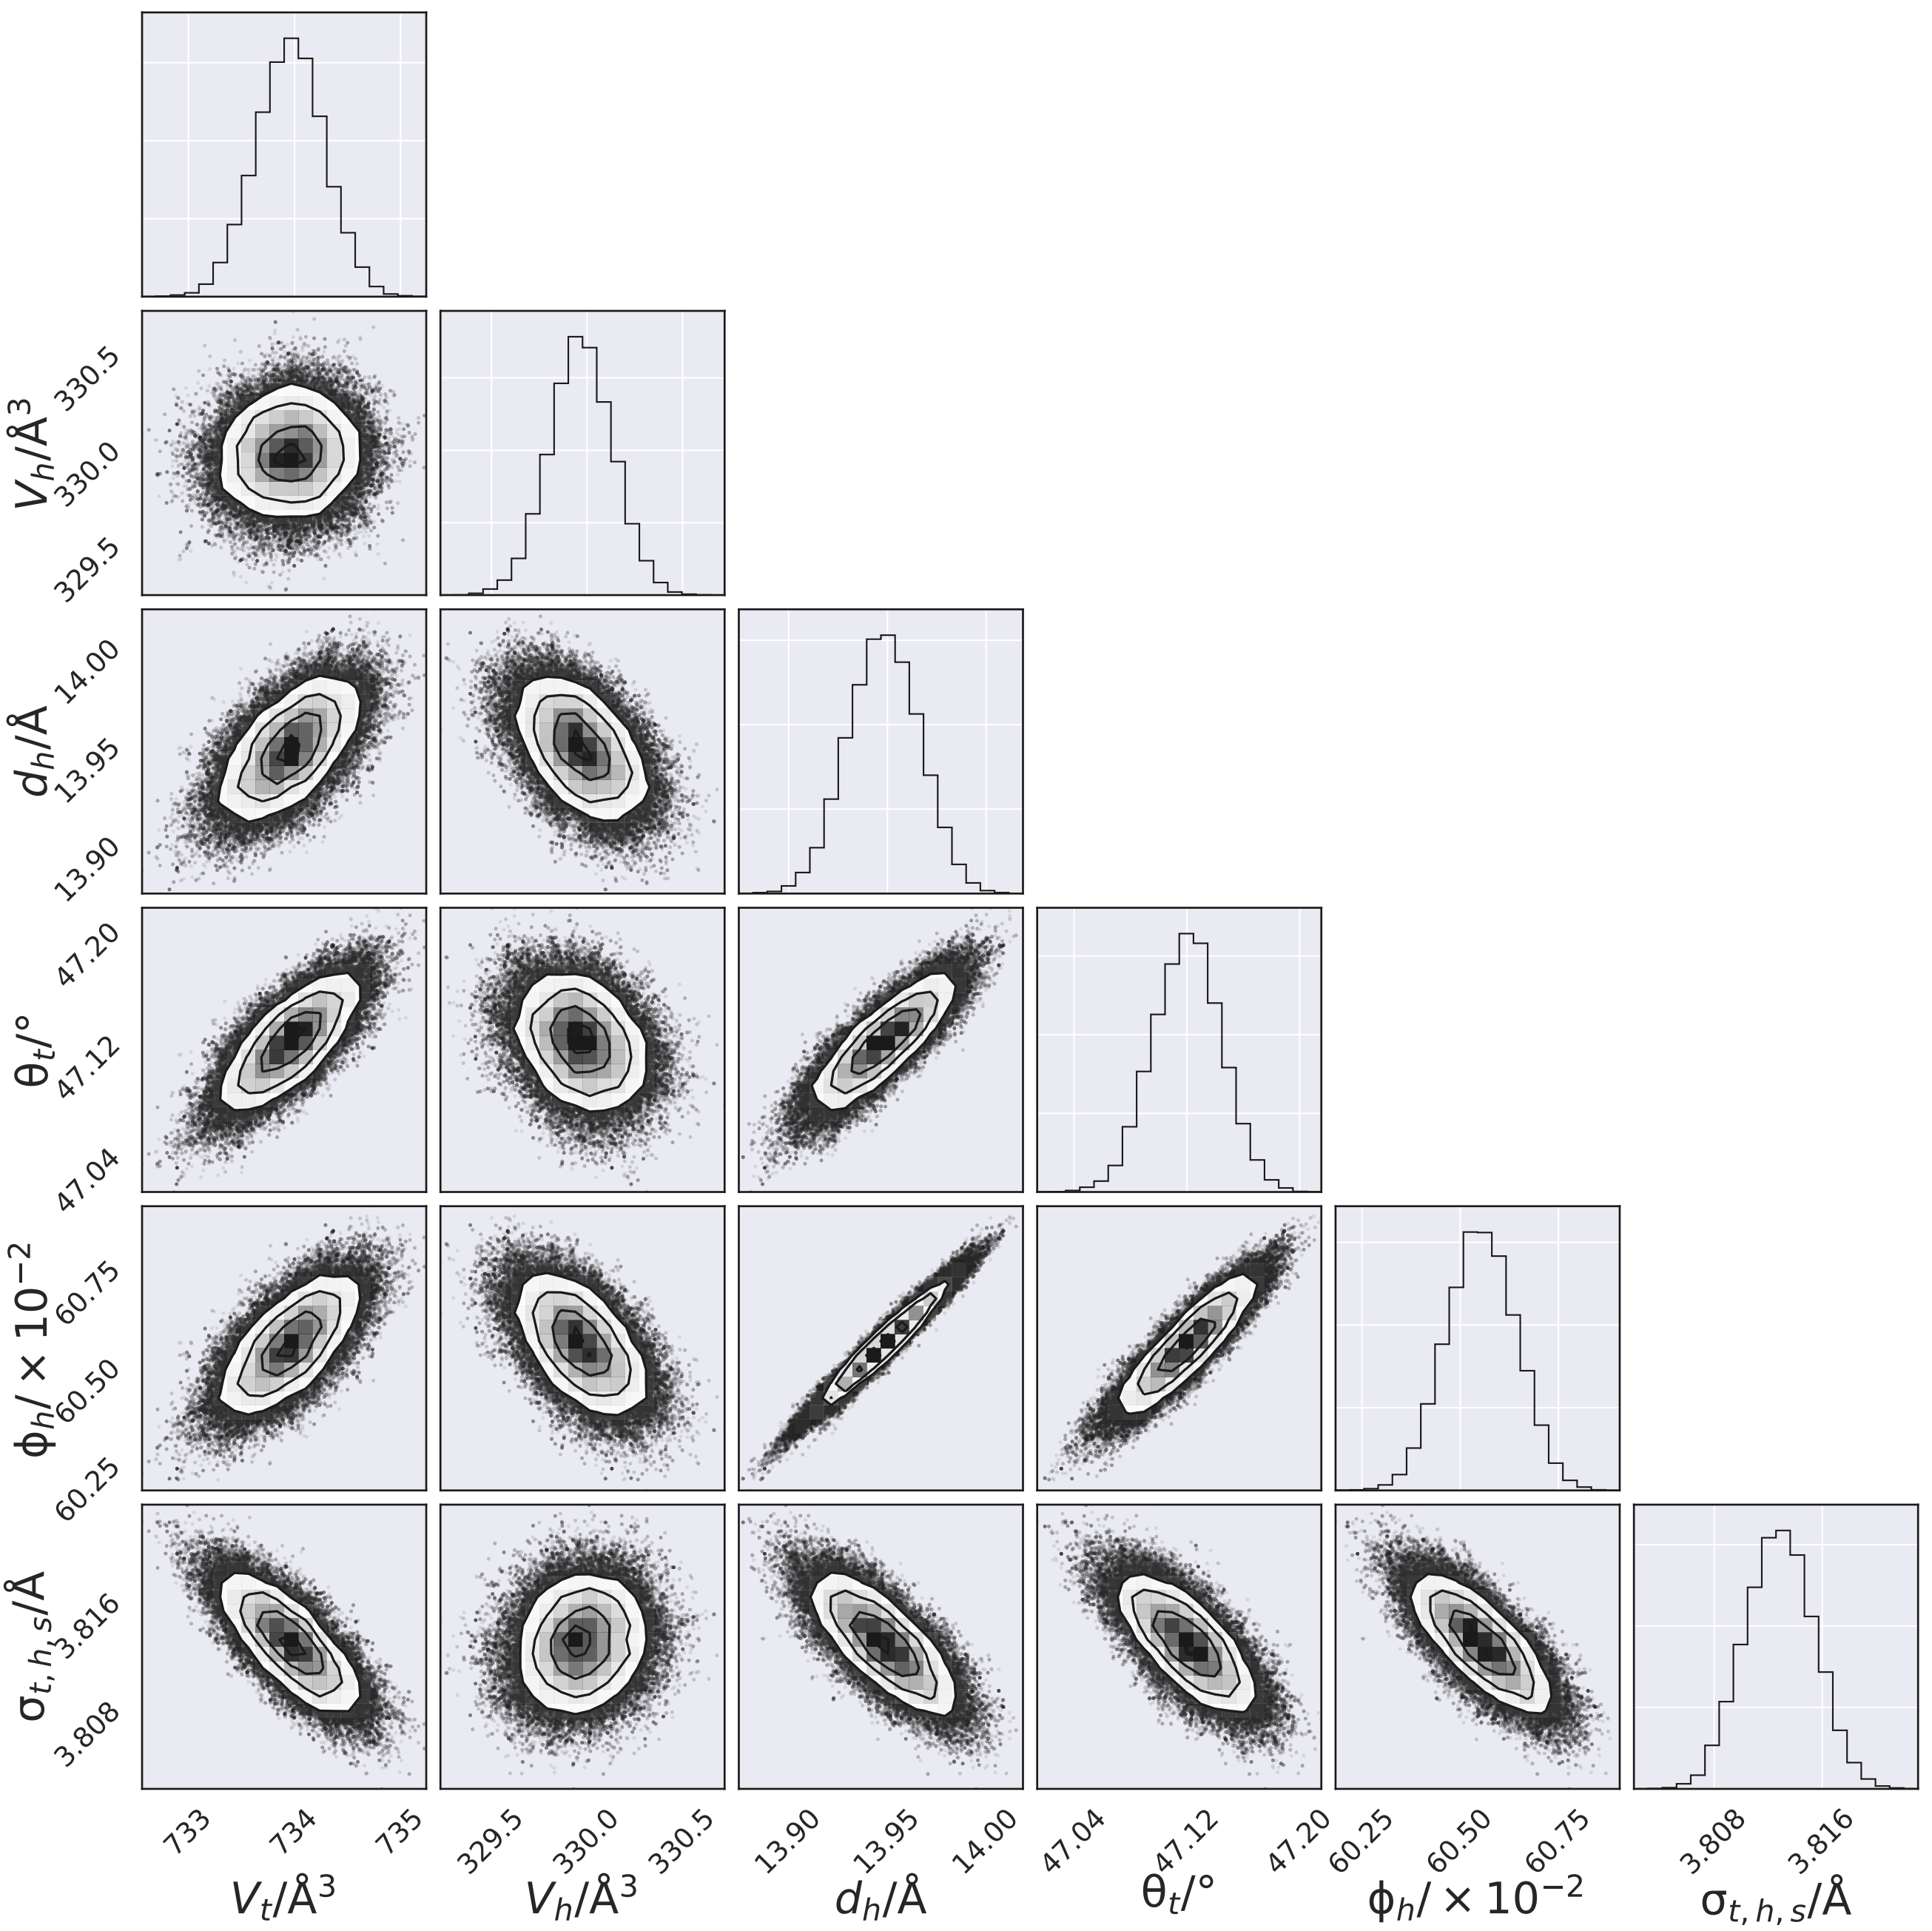 330.5
330.0
329.5
V_h/Å^3
14.00
13.95
13.90
d_h/Å
47.20
47.12
47.04
θ_t/°
60.75
60.50
60.25
ϕ_h/ × 10^−2
3.816
3.808
σ_t, h, s/Å
733 734 735
329.5 330.0 330.5
13.90 13.95 14.00
47.04 47.12 47.20
60.25 60.50 60.75
3.808 3.816
V_t/Å^3
V_h/Å^3
d_h/Å
θ_t/°
ϕ_h/ × 10^−2
σ_t, h, s/Å